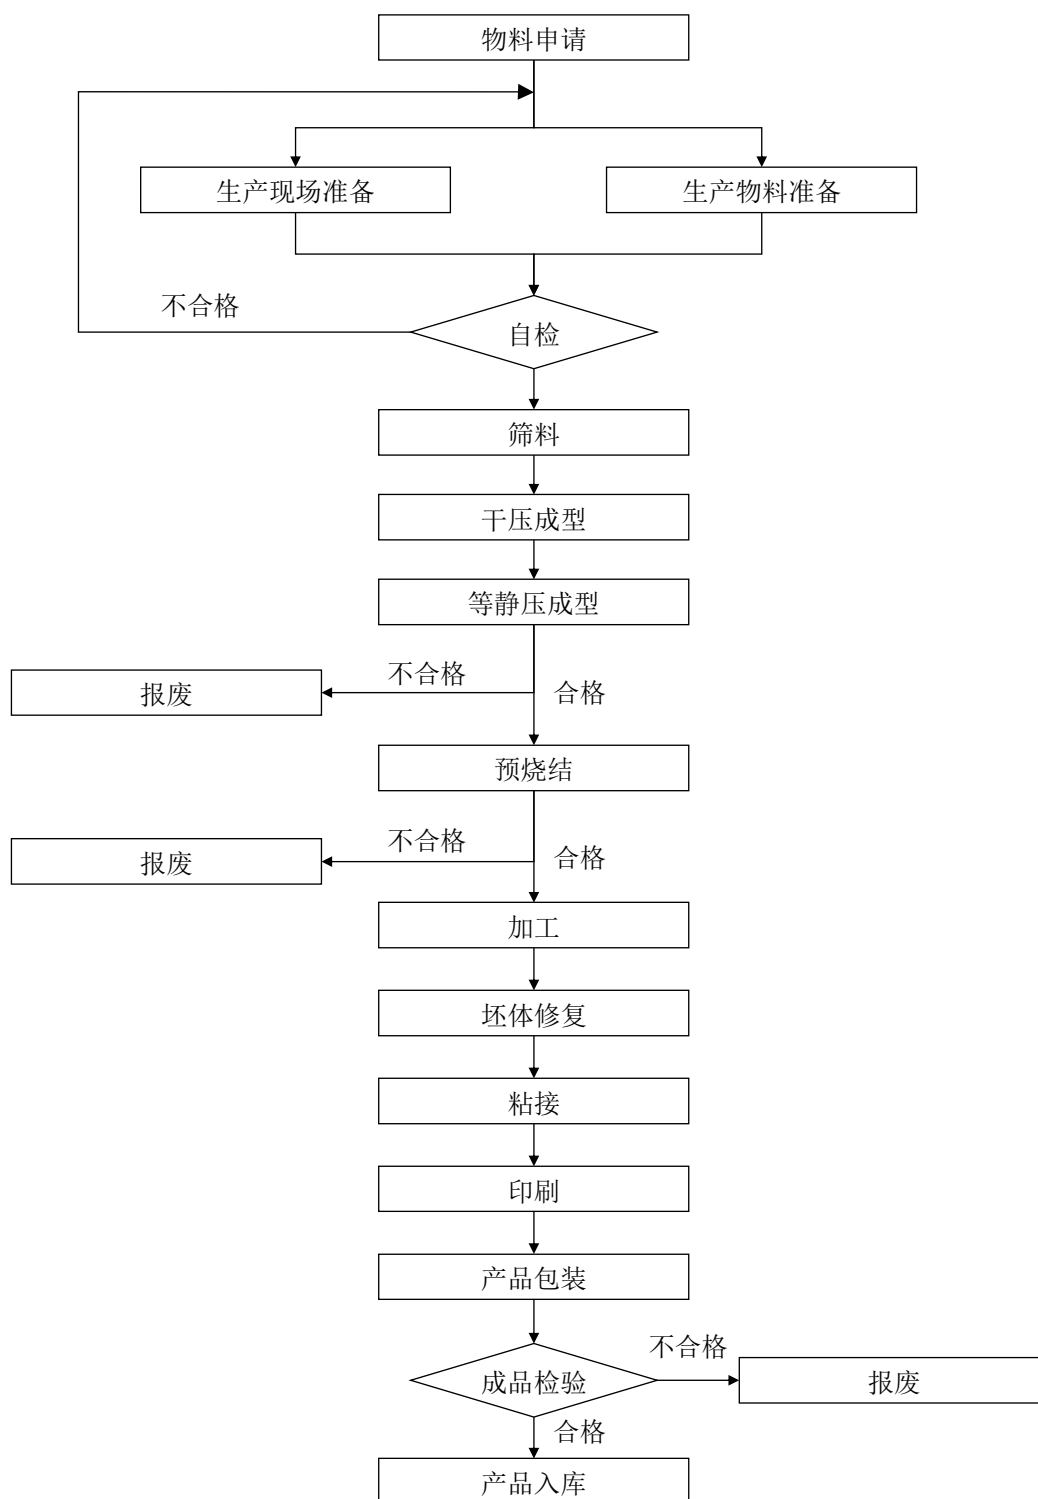 物料申请
生产现场准备
生产物料准备
不合格
自检
筛料
干压成型
等静压成型
不合格
报废
合格
预烧结
不合格
报废
合格
加工
坯体修复
粘接
印刷
产品包装
不合格
成品检验
报废
合格
产品入库